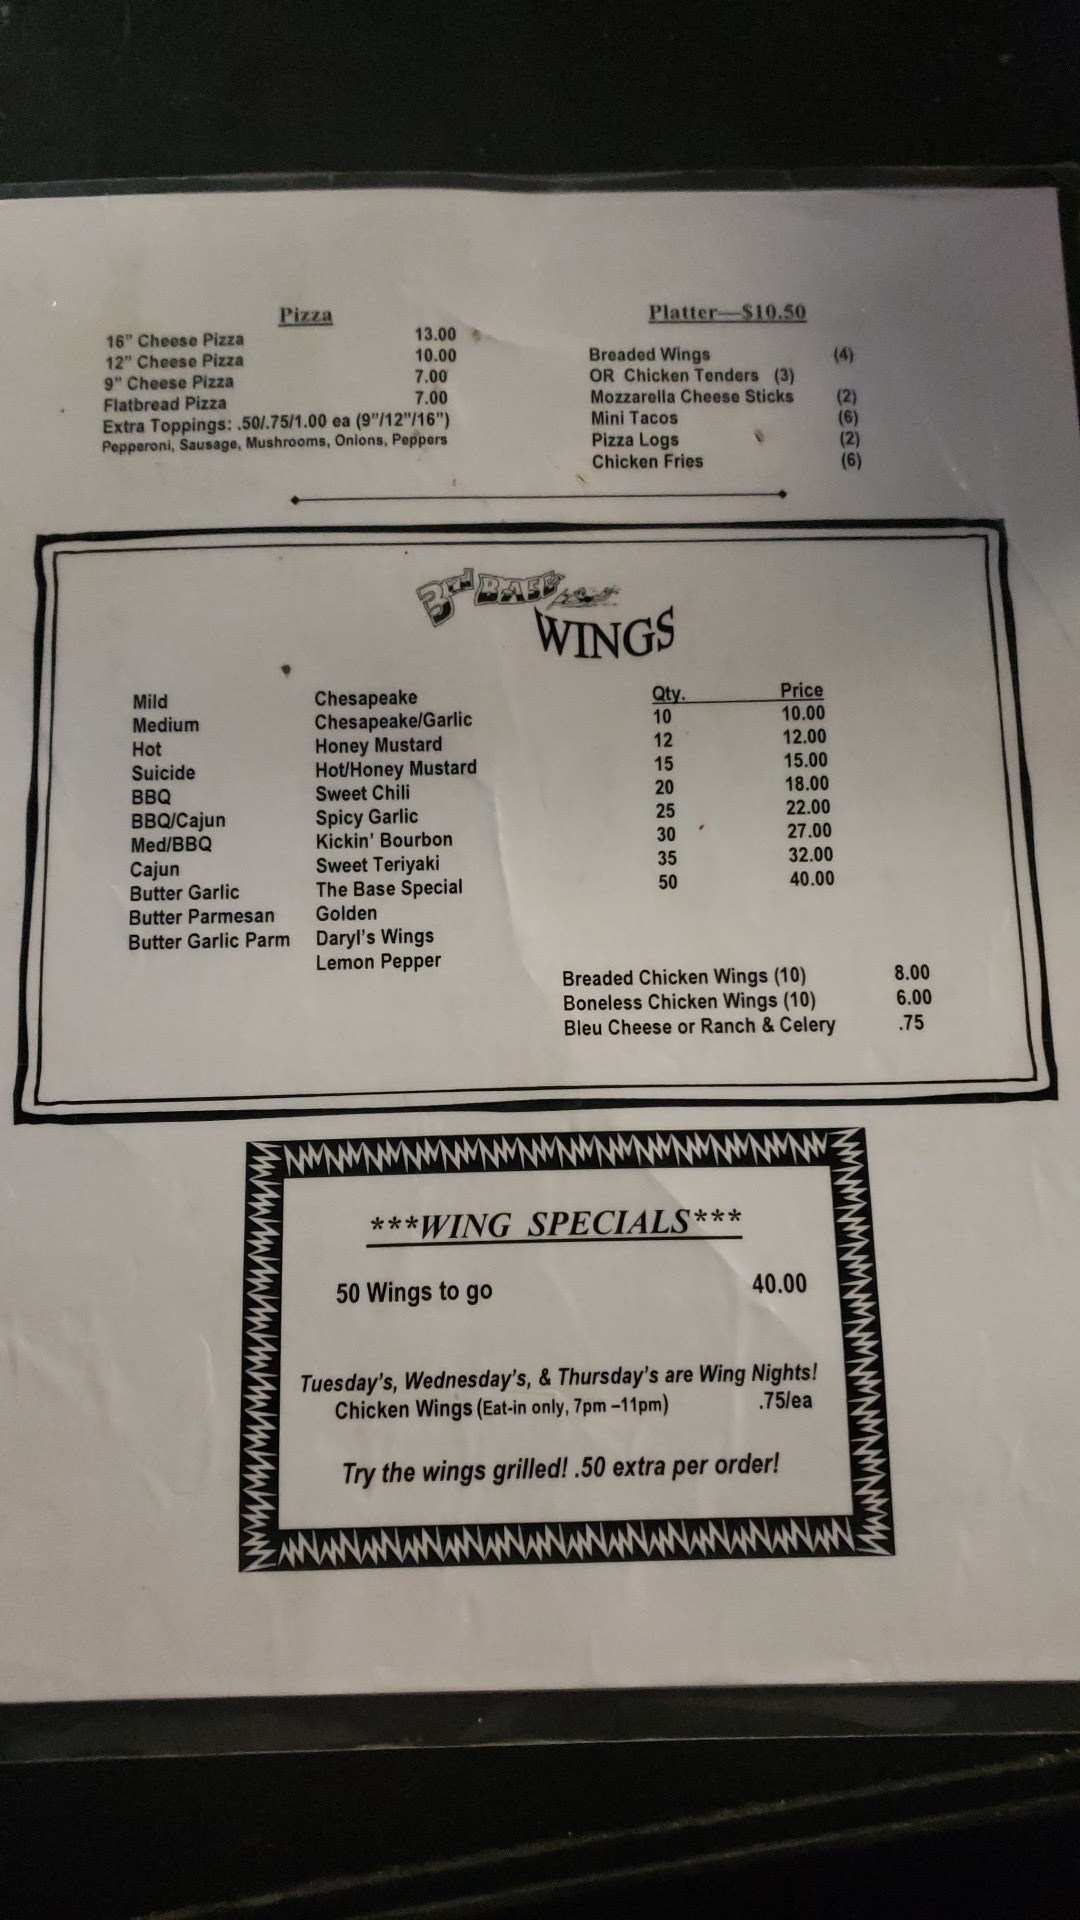 Pizza
16" Cheese Pizza 13.00
12" Cheese Pizza 10.00
9" Cheese Pizza 7.00
Flatbread Pizza 7.00
Extra Toppings: .50/.75/1.00 ea (9"/12"/16")
Pepperoni, Sausage, Mushrooms, Onions, Peppers
Platter—$10.50
Breaded Wings (4)
OR Chicken Tenders (3)
Mozzarella Cheese Sticks (2)
Mini Tacos (6)
Pizza Logs (2)
Chicken Fries (6)
3RD BASE
WINGS
Mild
Medium
Hot
Suicide
BBQ
BBQ/Cajun
Med/BBQ
Cajun
Butter Garlic
Butter Parmesan
Butter Garlic Parm
Chesapeake
Chesapeake/Garlic
Honey Mustard
Hot/Honey Mustard
Sweet Chili
Spicy Garlic
Kickin' Bourbon
Sweet Teriyaki
The Base Special
Golden
Daryl's Wings
Lemon Pepper
Qty. Price
10 10.00
12 12.00
15 15.00
20 18.00
25 22.00
30 27.00
35 32.00
50 40.00
Breaded Chicken Wings (10) 8.00
Boneless Chicken Wings (10) 6.00
Bleu Cheese or Ranch & Celery .75
***WING SPECIALS***
50 Wings to go 40.00
Tuesday's, Wednesday's, & Thursday's are Wing Nights!
Chicken Wings (Eat-in only, 7pm –11pm) .75/ea
Try the wings grilled! .50 extra per order!